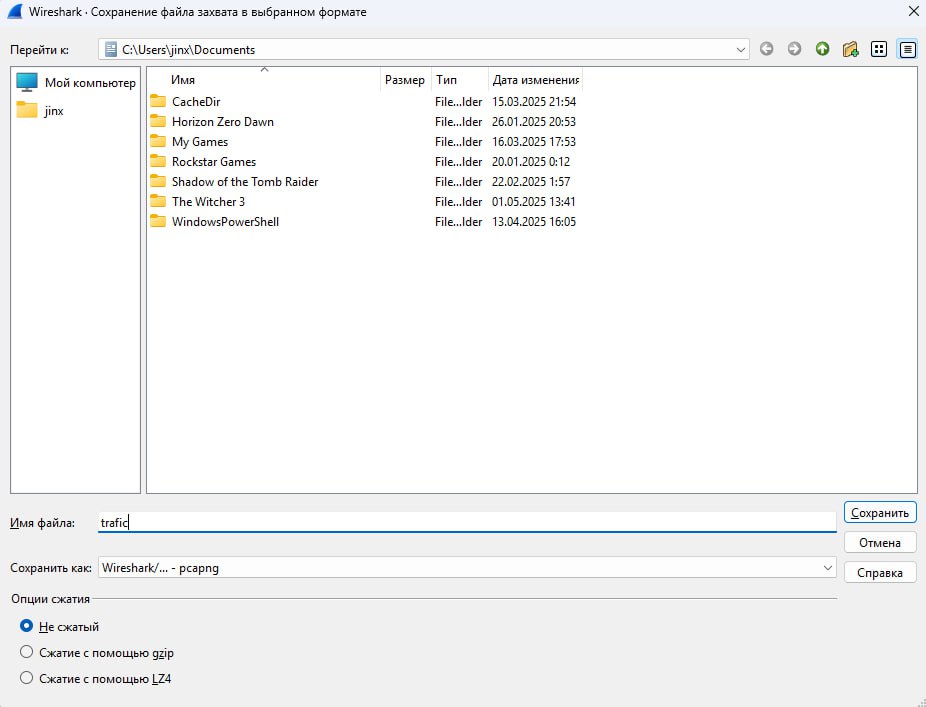 Wireshark · Сохранение файла захвата в выбранном формате
Перейти к: C:\Users\jinx\Documents
Мой компьютер
jinx
Имя Размер Тип Дата изменения
CacheDir File...lder 15.03.2025 21:54
Horizon Zero Dawn File...lder 26.01.2025 20:53
My Games File...lder 16.03.2025 17:53
Rockstar Games File...lder 20.01.2025 0:12
Shadow of the Tomb Raider File...lder 22.02.2025 1:57
The Witcher 3 File...lder 01.05.2025 13:41
WindowsPowerShell File...lder 13.04.2025 16:05
Имя файла: trafic
Сохранить
Отмена
Сохранить как: Wireshark/... - pcapng
Справка
Опции сжатия
Не сжатый
Сжатие с помощью gzip
Сжатие с помощью LZ4